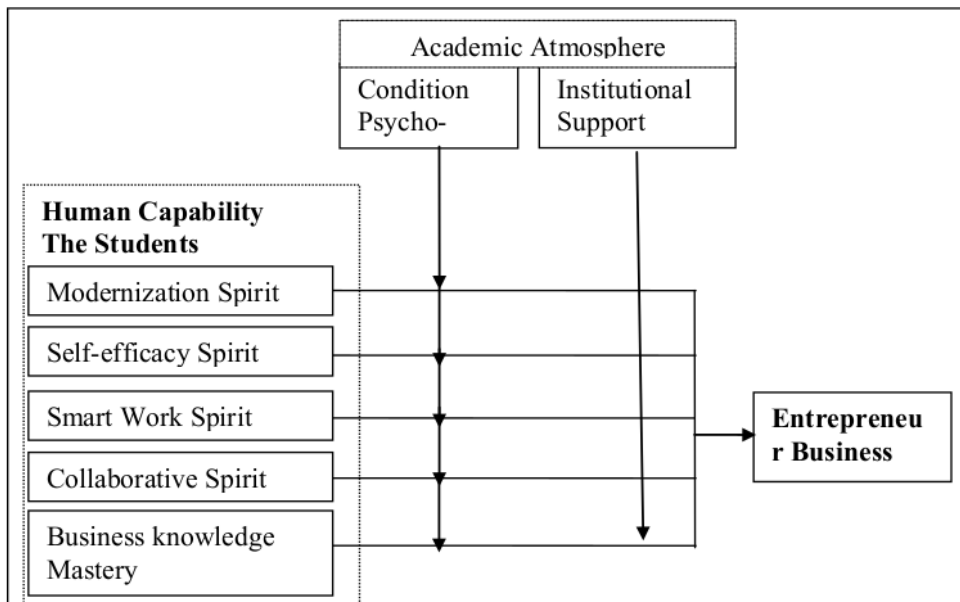 Academic Atmosphere
Condition
Psycho-
Institutional
Support
Human Capability
The Students
Modernization Spirit
Self-efficacy Spirit
Smart Work Spirit
Collaborative Spirit
Business knowledge
Mastery
Entrepreneu
r Business